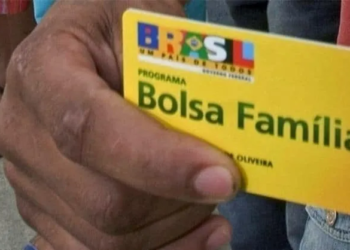 BRASIL
UM PAÍS DE TODOS
GOVERNO FEDERAL
PROGRAMA
Bolsa Família
OLIVEIRA